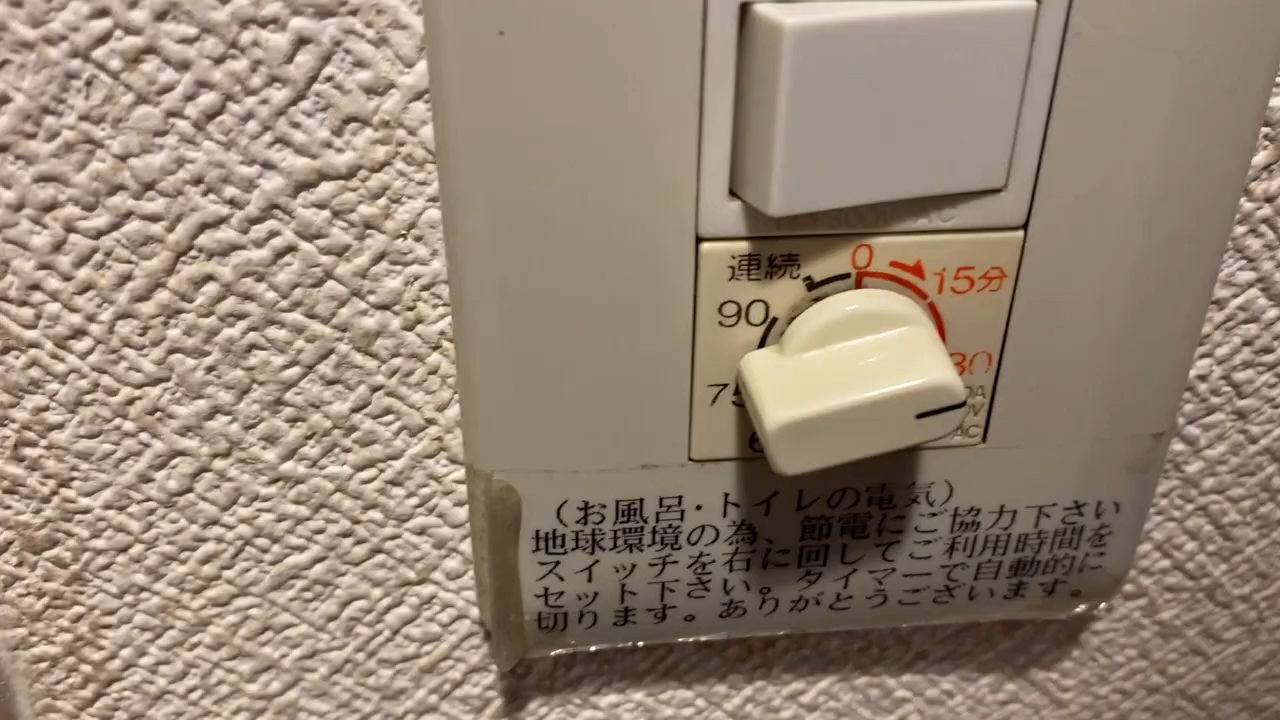 300V AC
連続 0 15分
90 30
75
AC
(お風呂・トイレの電気)
地球環境の為、節電にご協力下さい
スイッチを右に回してご利用時間を
セット下さい。タイマーで自動的に
切ります。ありがとうございます。